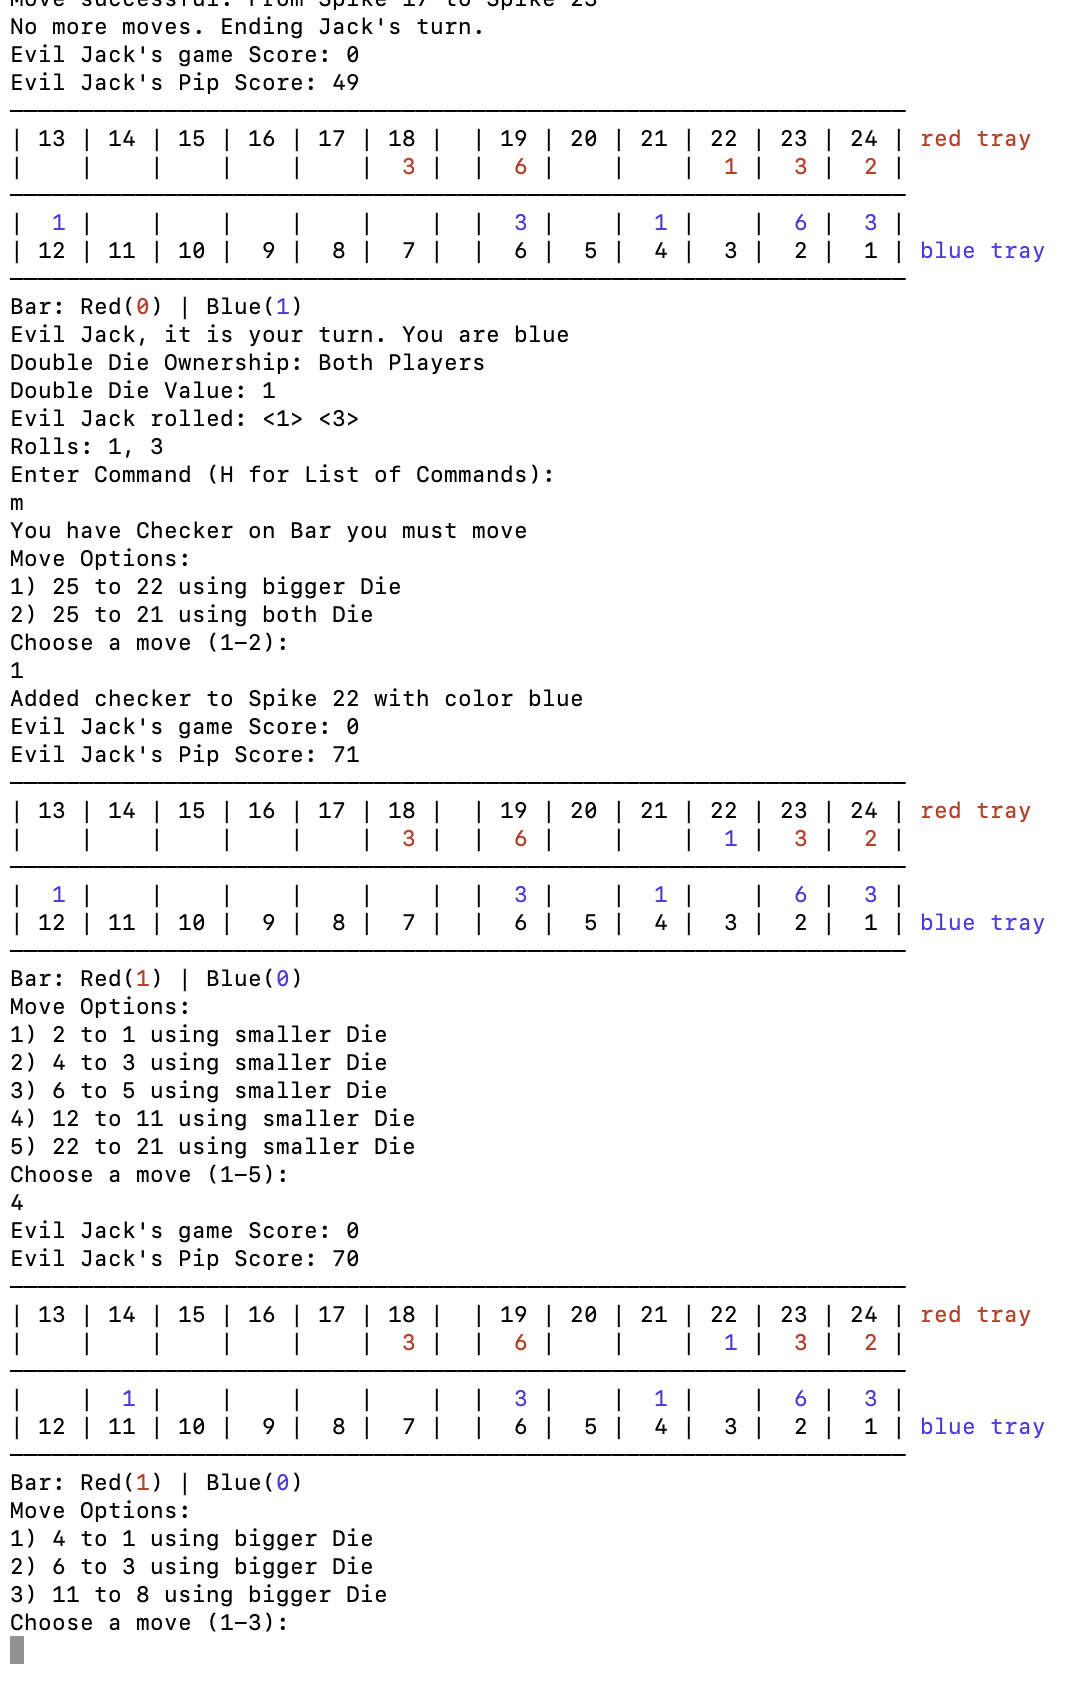 Move successful: From Spike 17 to Spike 23
No more moves. Ending Jack's turn.
Evil Jack's game Score: 0
Evil Jack's Pip Score: 49
| 13 | 14 | 15 | 16 | 17 | 18 | | 19 | 20 | 21 | 22 | 23 | 24 | red tray
| | | | | | 3 | | 6 | | | 1 | 3 | 2 |
| 1 | | | | | | | 3 | | 1 | | 6 | 3 |
| 12 | 11 | 10 | 9 | 8 | 7 | | 6 | 5 | 4 | 3 | 2 | 1 | blue tray
Bar: Red(0) | Blue(1)
Evil Jack, it is your turn. You are blue
Double Die Ownership: Both Players
Double Die Value: 1
Evil Jack rolled: <1> <3>
Rolls: 1, 3
Enter Command (H for List of Commands):
m
You have Checker on Bar you must move
Move Options:
1) 25 to 22 using bigger Die
2) 25 to 21 using both Die
Choose a move (1-2):
1
Added checker to Spike 22 with color blue
Evil Jack's game Score: 0
Evil Jack's Pip Score: 71
| 13 | 14 | 15 | 16 | 17 | 18 | | 19 | 20 | 21 | 22 | 23 | 24 | red tray
| | | | | | 3 | | 6 | | | 1 | 3 | 2 |
| 1 | | | | | | | 3 | | 1 | | 6 | 3 |
| 12 | 11 | 10 | 9 | 8 | 7 | | 6 | 5 | 4 | 3 | 2 | 1 | blue tray
Bar: Red(1) | Blue(0)
Move Options:
1) 2 to 1 using smaller Die
2) 4 to 3 using smaller Die
3) 6 to 5 using smaller Die
4) 12 to 11 using smaller Die
5) 22 to 21 using smaller Die
Choose a move (1-5):
4
Evil Jack's game Score: 0
Evil Jack's Pip Score: 70
| 13 | 14 | 15 | 16 | 17 | 18 | | 19 | 20 | 21 | 22 | 23 | 24 | red tray
| | | | | | 3 | | 6 | | | 1 | 3 | 2 |
| | 1 | | | | | | 3 | | 1 | | 6 | 3 |
| 12 | 11 | 10 | 9 | 8 | 7 | | 6 | 5 | 4 | 3 | 2 | 1 | blue tray
Bar: Red(1) | Blue(0)
Move Options:
1) 4 to 1 using bigger Die
2) 6 to 3 using bigger Die
3) 11 to 8 using bigger Die
Choose a move (1-3):